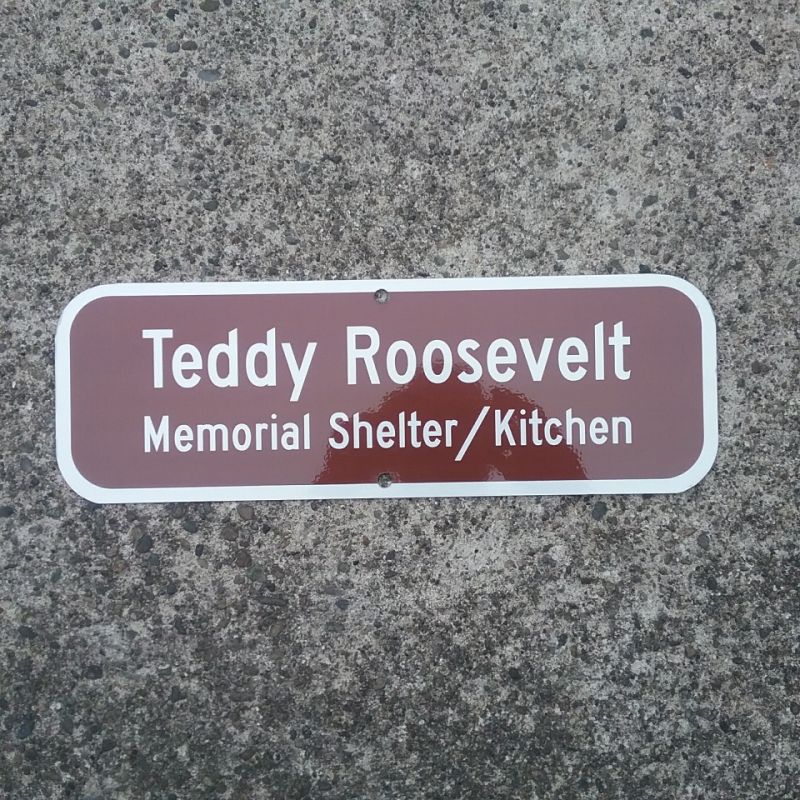 Teddy Roosevelt
Memorial Shelter/Kitchen